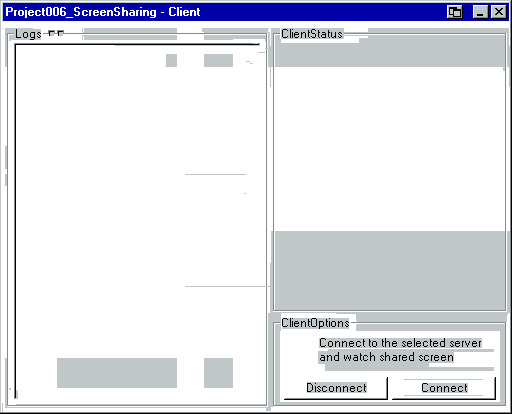 Project006_ScreenSharing - Client
Logs
ClientStatus
ClientOptions
Connect to the selected server
and watch shared screen
Disconnect
Connect